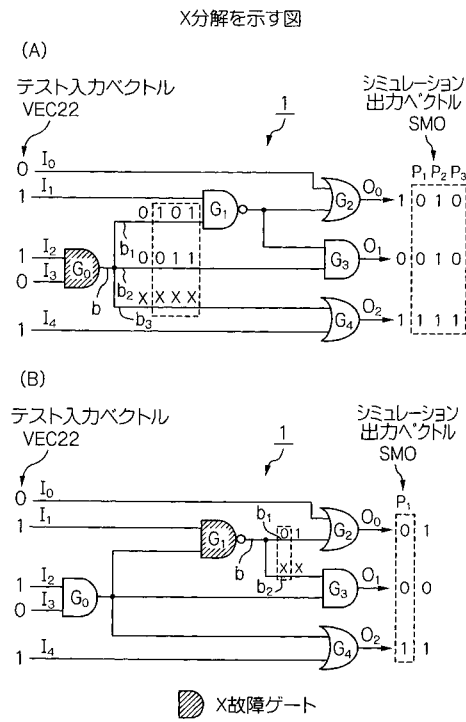 X分解を示す図
(A)
テスト入力ベクトル
VEC22
シミュレーション
出力ベクトル
SMO
1
P1 P2 P3
0 I0
1 I1
G1
G2
O0
1 0 1 0
0 1 0 1
b1
1 I2
0 I3
G0
b
0 0 1 1
b2
G3
O1
0 0 1 0
X X X X
b3
1 I4
G4
O2
1 1 1 1
(B)
テスト入力ベクトル
VEC22
シミュレーション
出力ベクトル
SMO
1
P1
0 I0
1 I1
G1
b
b1
0 1
G2
O0
0 1
X X
b2
1 I2
0 I3
G0
G3
O1
0 0
1 I4
G4
O2
1 1
X故障ゲート